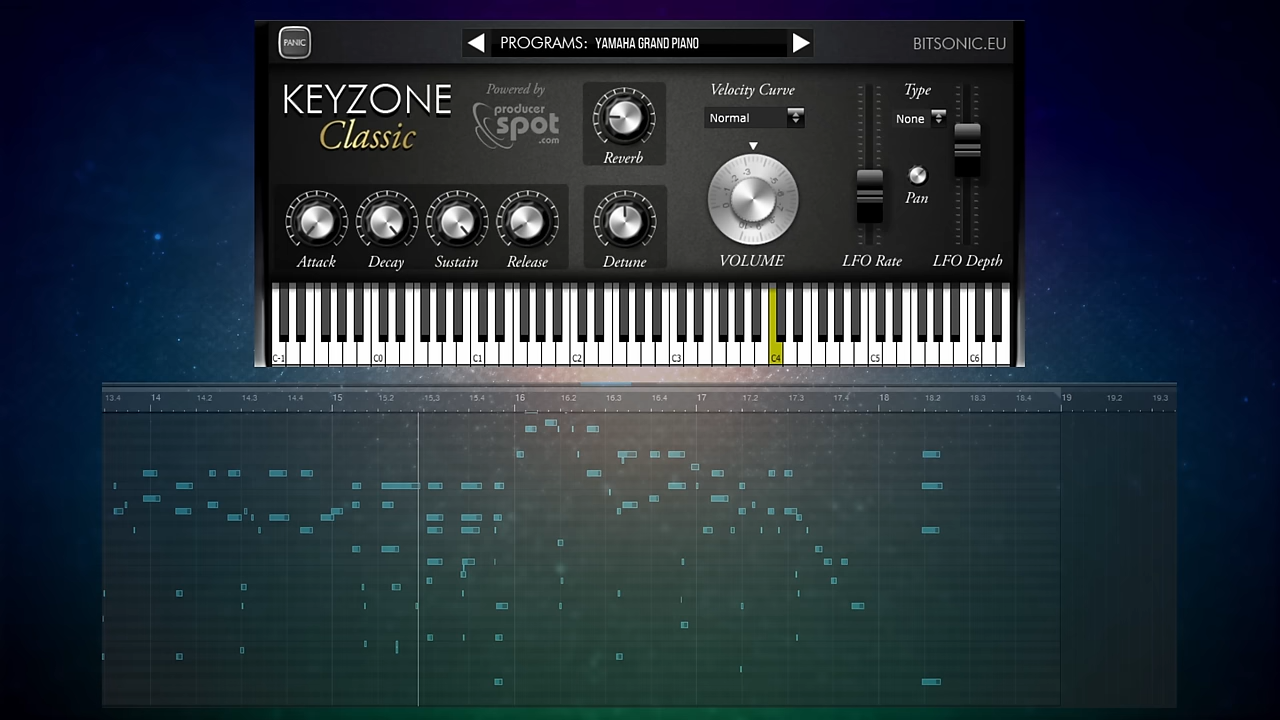 PANIC
PROGRAMS: YAMAHA GRAND PIANO
BITSONIC.EU
KEYZONE
Classic
Powered by
producer
spot
.com
Reverb
Velocity Curve
Normal
Type
None
Pan
Attack Decay Sustain Release Detune VOLUME LFO Rate LFO Depth
C-1 C0 C1 C2 C3 C4 C5 C6
13.4 14 14.2 14.3 14.4 15 15.2 15.3 15.4 16 16.2 16.3 16.4 17 17.2 17.3 17.4 18 18.2 18.3 18.4 19 19.2 19.3